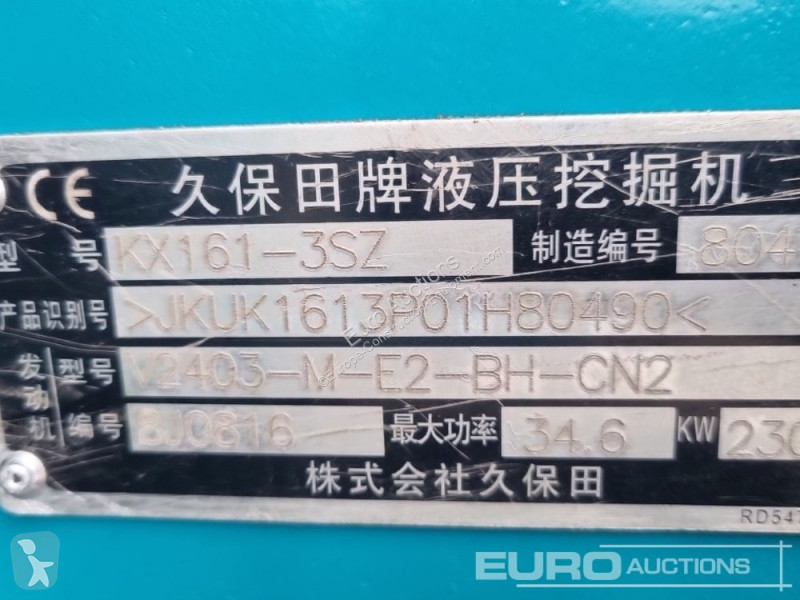 CE 久保田牌液压挖掘机
型 号 KX161-3SZ 制造编号 804
产品识别号 >JKUK1613P01H80490<
发动机 型号 V2403-M-E2-BH-CN2
编号 BJ0816 最大功率 34.6 KW 230
株式会社久保田
RD547
EURO AUCTIONS